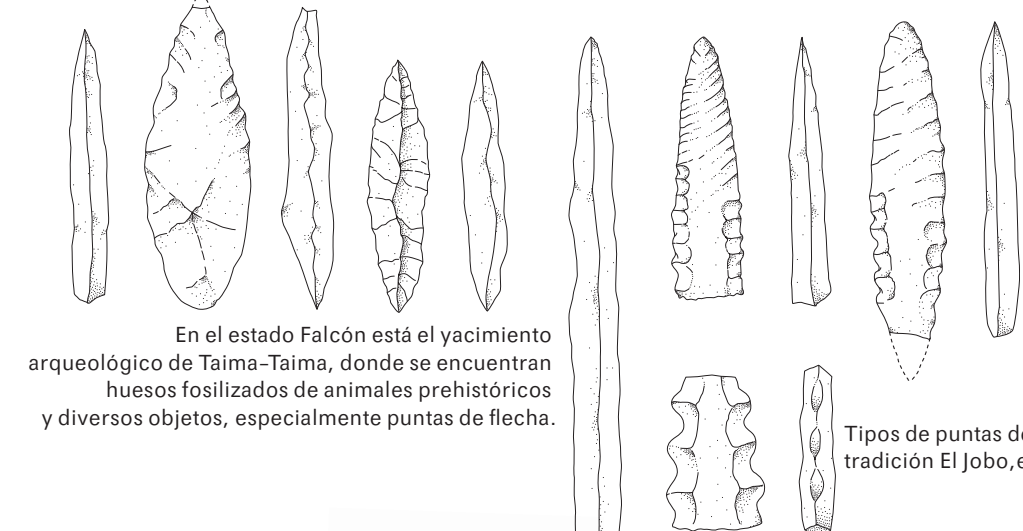 En el estado Falcón está el yacimiento
arqueológico de Taima-Taima, donde se encuentran
huesos fosilizados de animales prehistóricos
y diversos objetos, especialmente puntas de flecha.
Tipos de puntas de
tradición El Jobo,